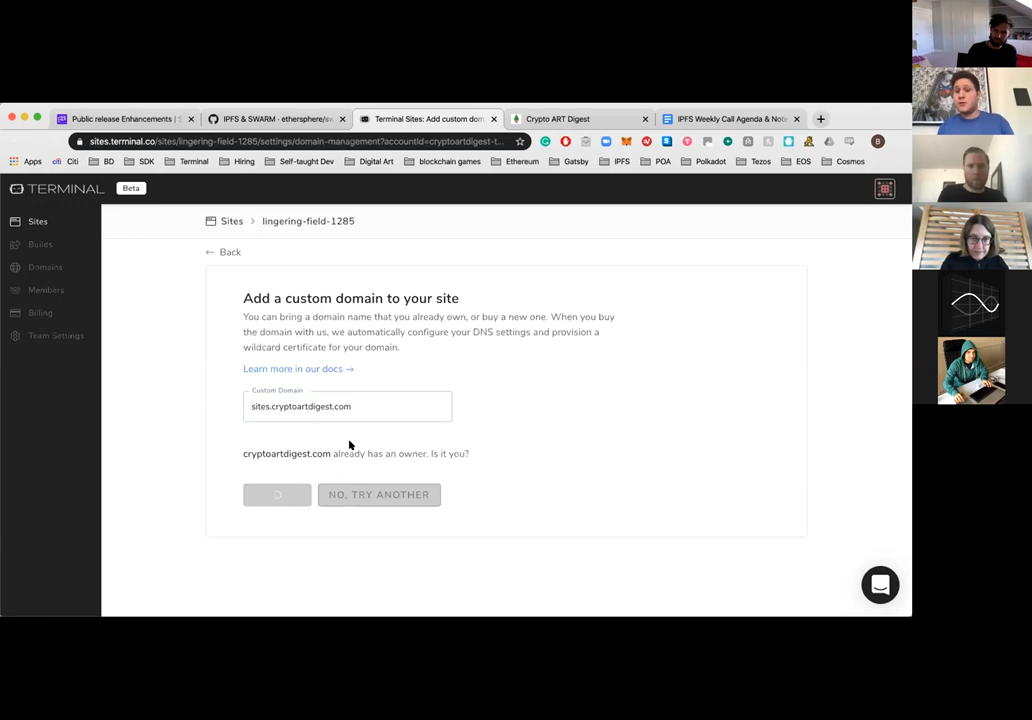 Public release Enhancements | S
IPFS & SWARM · ethersphere/sw
Terminal Sites: Add custom dom
Crypto ART Digest
IPFS Weekly Call Agenda & Note
sites.terminal.co/sites/lingering-field-1285/settings/domain-management?accountId=cryptoartdigest-t...
B
Apps citi Citi BD SDK Terminal Hiring Self-taught Dev Digital Art blockchain games Ethereum Gatsby IPFS POA Polkadot Tezos EOS Cosmos
TERMINAL Beta
Sites
Builds
Domains
Members
Billing
Team Settings
Sites > lingering-field-1285
← Back
Add a custom domain to your site
You can bring a domain name that you already own, or buy a new one. When you buy
the domain with us, we automatically configure your DNS settings and provision a
wildcard certificate for your domain.
Learn more in our docs →
Custom Domain
sites.cryptoartdigest.com
cryptoartdigest.com already has an owner. Is it you?
NO, TRY ANOTHER